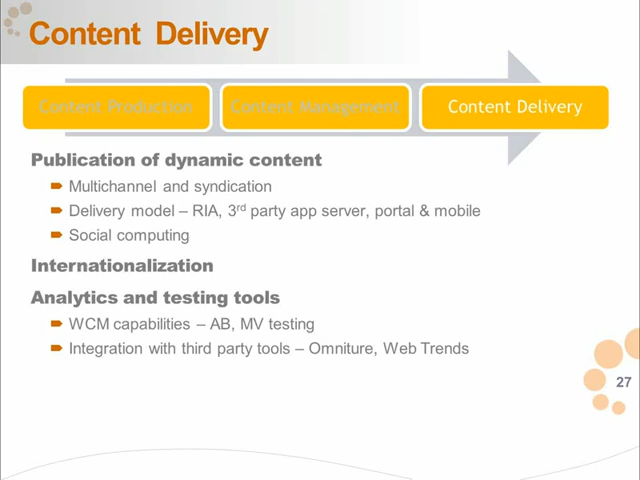 Content Delivery
Content Production
Content Management
Content Delivery
Publication of dynamic content
Multichannel and syndication
Delivery model – RIA, 3rd party app server, portal & mobile
Social computing
Internationalization
Analytics and testing tools
WCM capabilities – AB, MV testing
Integration with third party tools – Omniture, Web Trends
27